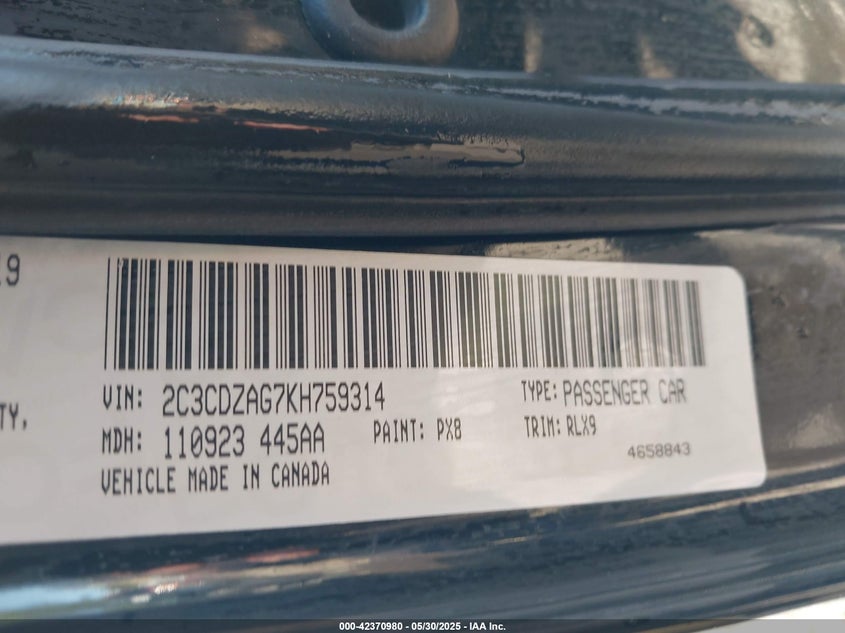 19
TY,
VIN: 2C3CDZAG7KH759314 TYPE: PASSENGER CAR
MDH: 110923 445AA PAINT: PX8 TRIM: RLX9
VEHICLE MADE IN CANADA 4658843
000-42370980 - 05/30/2025 - IAA Inc.